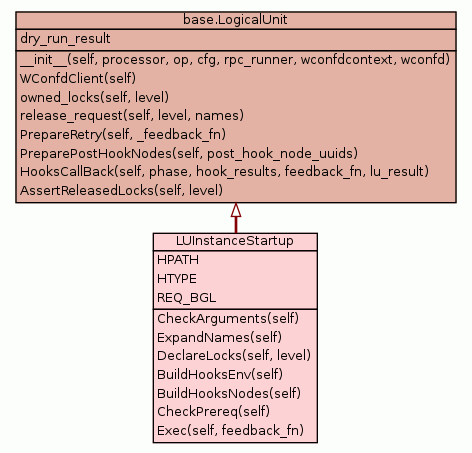 base.LogicalUnit
dry_run_result
__init__(self, processor, op, cfg, rpc_runner, wconfdcontext, wconfd)
WConfdClient(self)
owned_locks(self, level)
release_request(self, level, names)
PrepareRetry(self, _feedback_fn)
PreparePostHookNodes(self, post_hook_node_uuids)
HooksCallBack(self, phase, hook_results, feedback_fn, lu_result)
AssertReleasedLocks(self, level)
LUInstanceStartup
HPATH
HTYPE
REQ_BGL
CheckArguments(self)
ExpandNames(self)
DeclareLocks(self, level)
BuildHooksEnv(self)
BuildHooksNodes(self)
CheckPrereq(self)
Exec(self, feedback_fn)